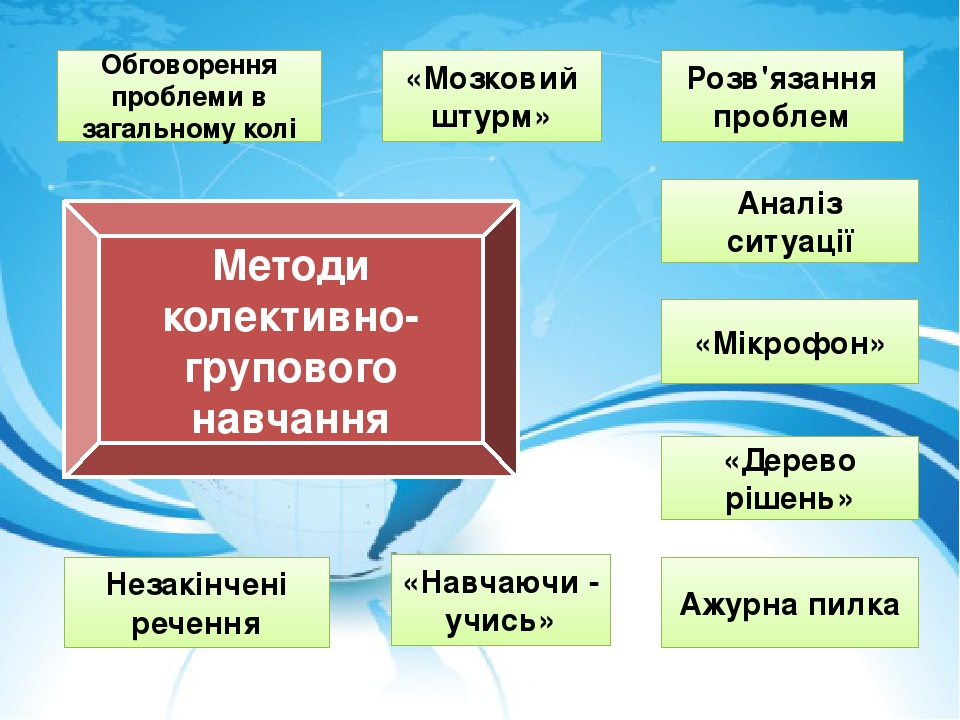 Обговорення
проблеми в
загальному колі
«Мозковий
штурм»
Розв'язання
проблем
Аналіз
ситуації
Методи
колективно-
групового
навчання
«Мікрофон»
«Дерево
рішень»
Незакінчені
речення
«Навчаючи -
учись»
Ажурна пилка